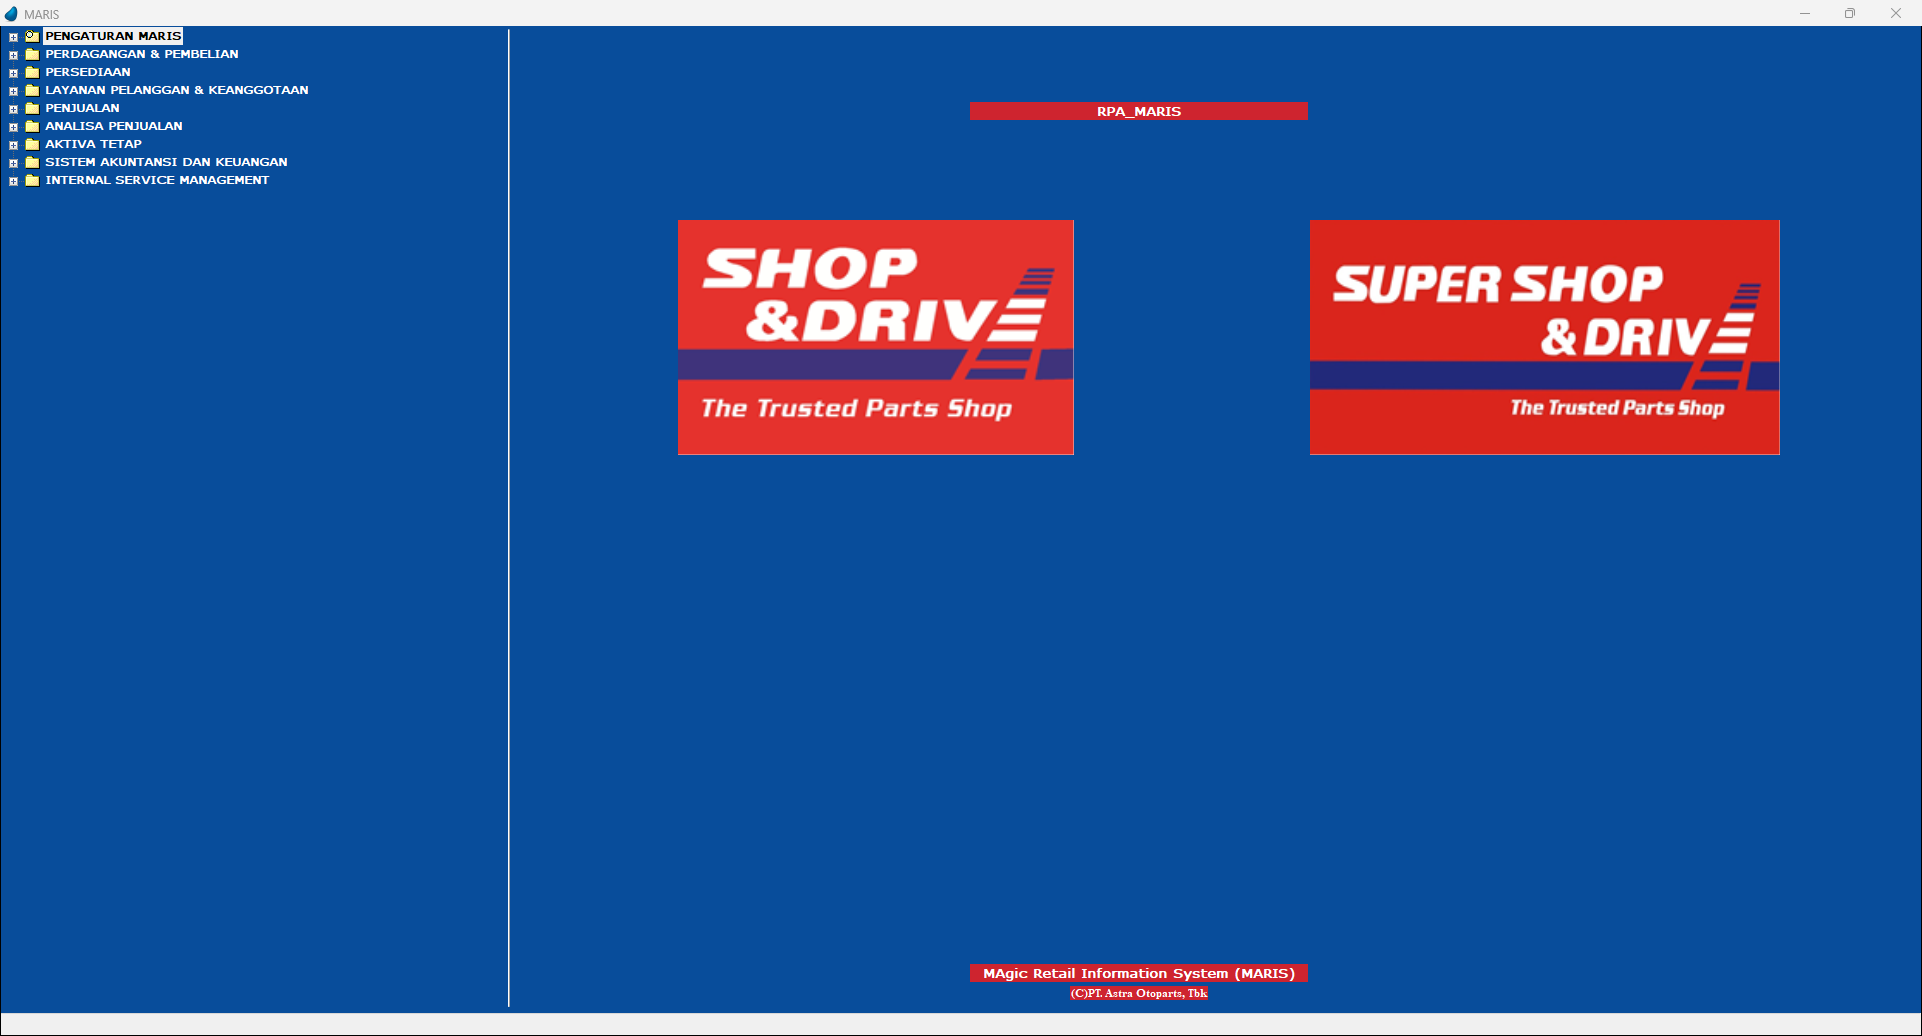 MARIS
PENGATURAN MARIS
PERDAGANGAN & PEMBELIAN
PERSEDIAAN
LAYANAN PELANGGAN & KEANGGOTAAN
PENJUALAN
ANALISA PENJUALAN
AKTIVA TETAP
SISTEM AKUNTANSI DAN KEUANGAN
INTERNAL SERVICE MANAGEMENT
RPA_MARIS
SHOP
&DRIVE
The Trusted Parts Shop
SUPER SHOP
&DRIVE
The Trusted Parts Shop
MAgic Retail Information System (MARIS)
(C)PT. Astra Otoparts, Tbk